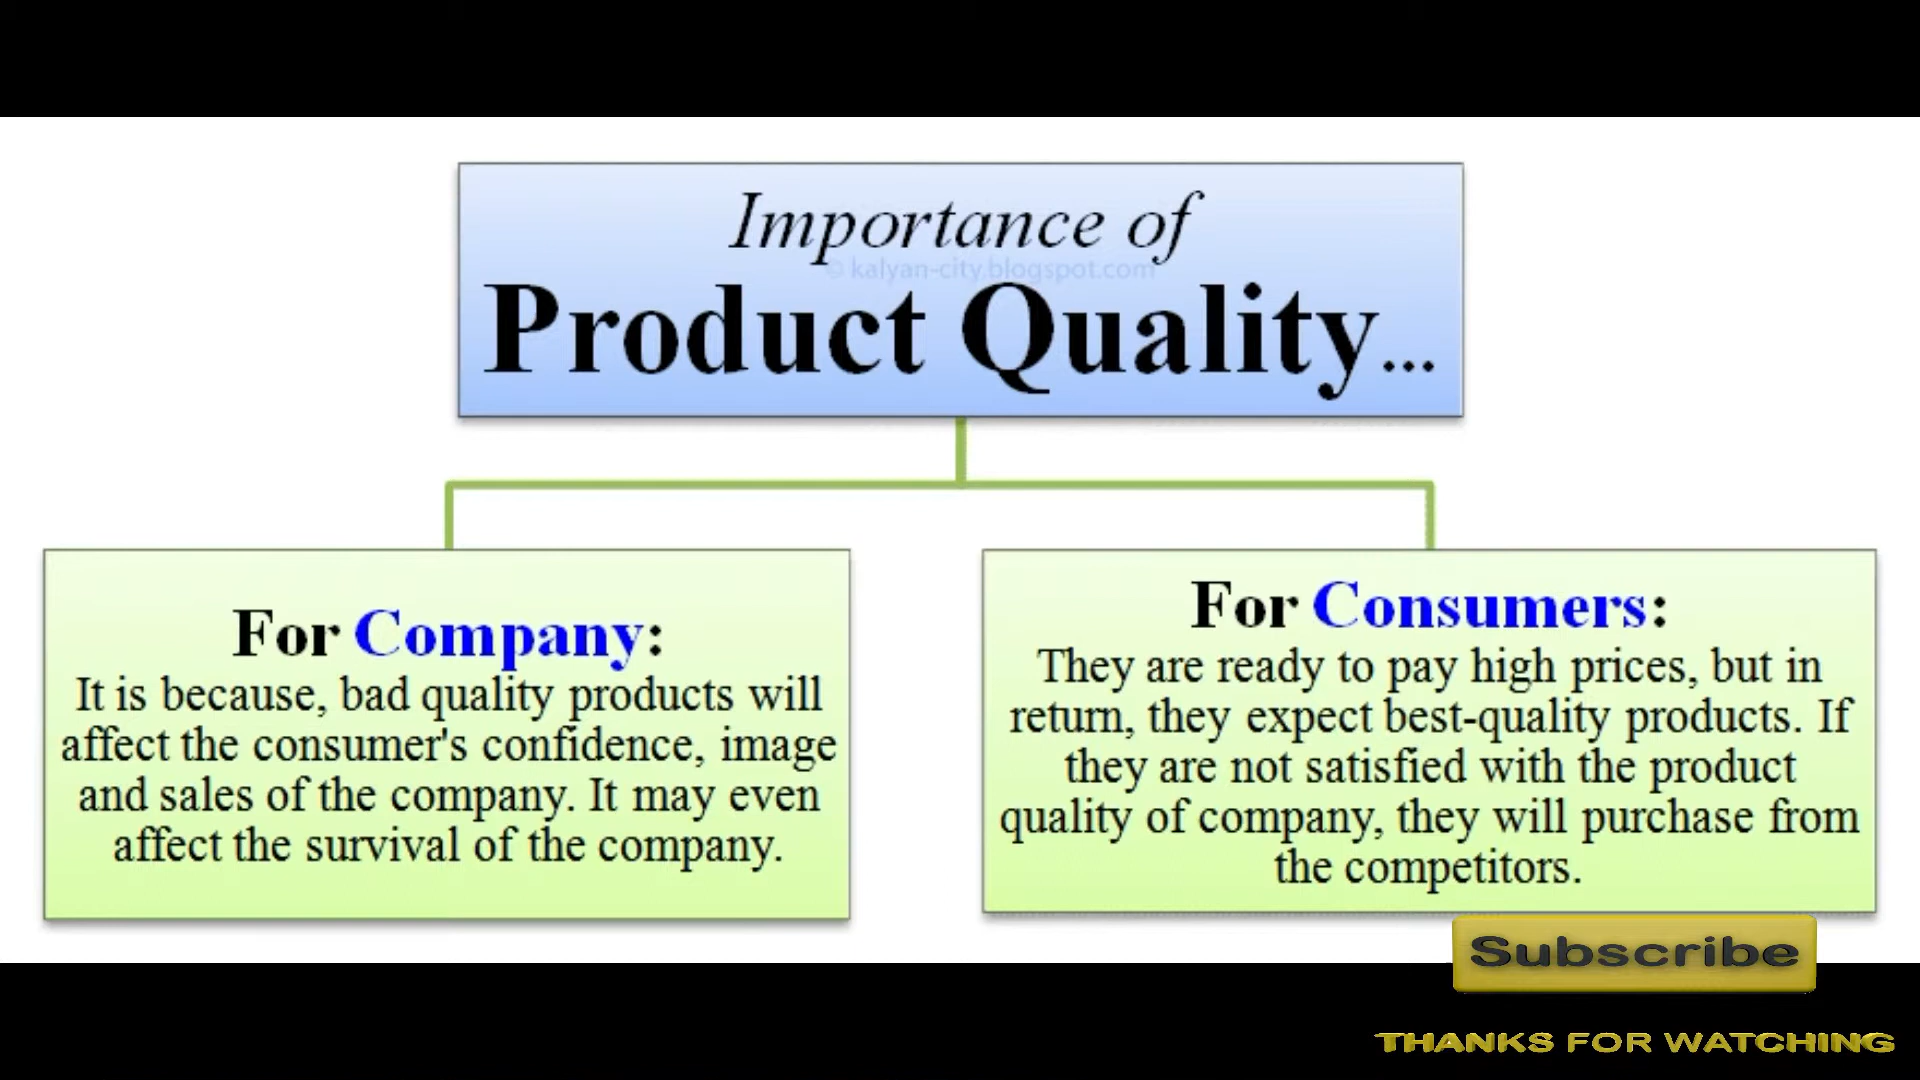 Importance of
© kalyan-city.blogspot.com
Product Quality...
For Company:
It is because, bad quality products will
affect the consumer's confidence, image
and sales of the company. It may even
affect the survival of the company.
For Consumers:
They are ready to pay high prices, but in
return, they expect best-quality products. If
they are not satisfied with the product
quality of company, they will purchase from
the competitors.
Subscribe
THANKS FOR WATCHING